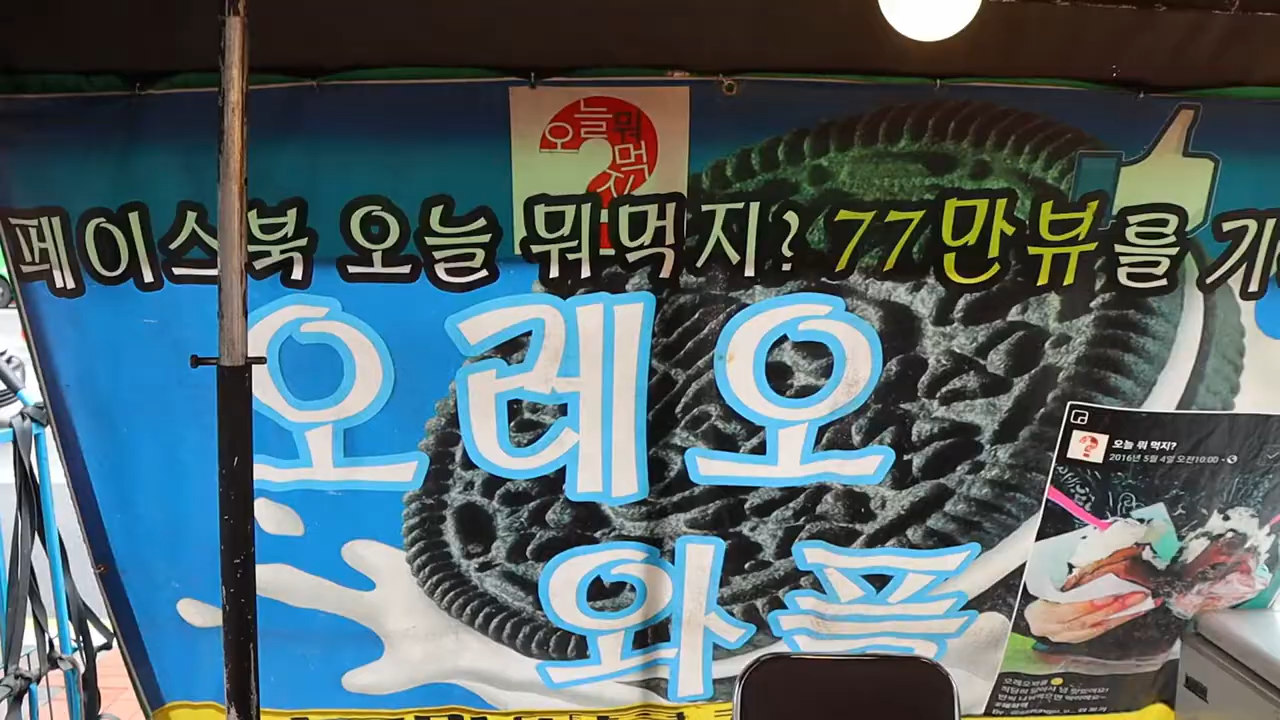 오늘뭐
먹지
?
페이스북 오늘 뭐먹지? 77만뷰를 기
오레오
와플
오늘 뭐 먹지?
2016년 5월 4일 오전10:00